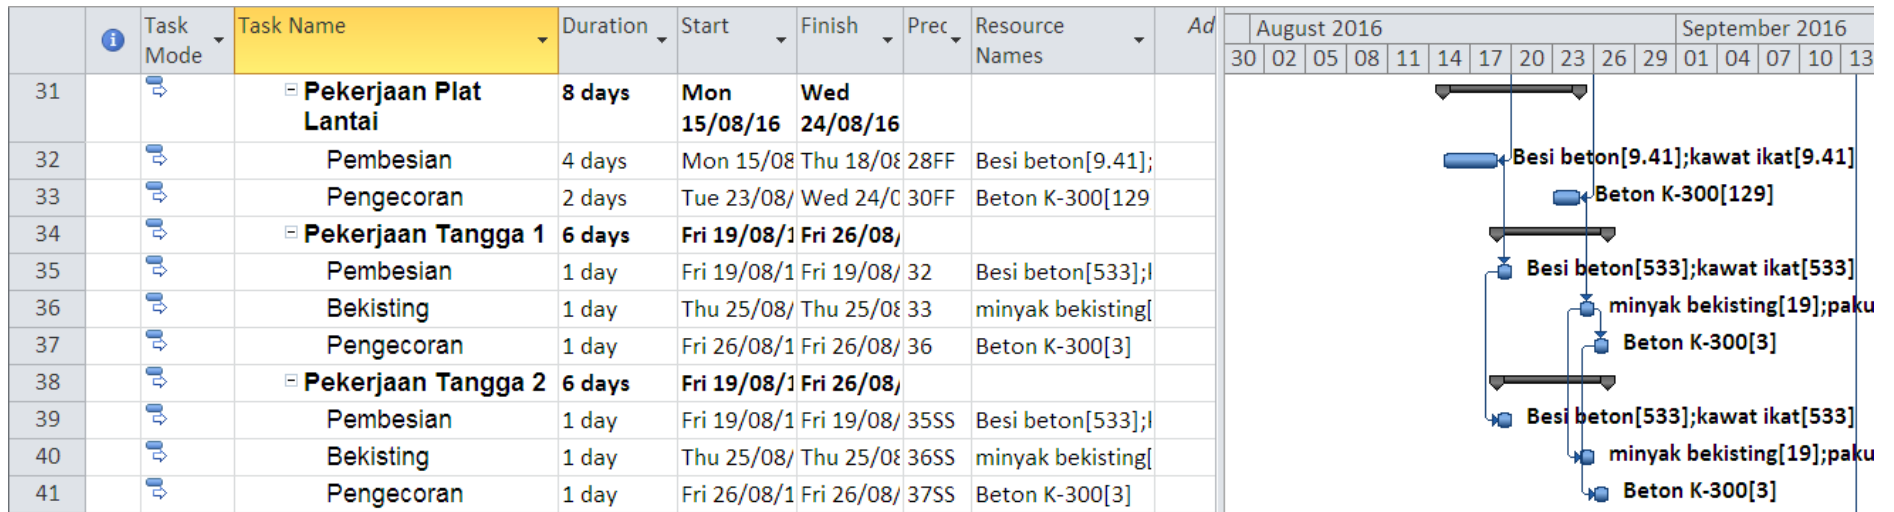 Task Mode Task Name Duration Start Finish Prec Resource Names Ad
August 2016 September 2016
30 02 05 08 11 14 17 20 23 26 29 01 04 07 10 13
31 Pekerjaan Plat Lantai 8 days Mon 15/08/16 Wed 24/08/16
32 Pembesian 4 days Mon 15/08 Thu 18/08 28FF Besi beton[9.41]; Besi beton[9.41];kawat ikat[9.41]
33 Pengecoran 2 days Tue 23/08/ Wed 24/0 30FF Beton K-300[129 Beton K-300[129]
34 Pekerjaan Tangga 1 6 days Fri 19/08/1 Fri 26/08/
35 Pembesian 1 day Fri 19/08/1 Fri 19/08/ 32 Besi beton[533]; Besi beton[533];kawat ikat[533]
36 Bekisting 1 day Thu 25/08/ Thu 25/08 33 minyak bekisting[ minyak bekisting[19];paku
37 Pengecoran 1 day Fri 26/08/1 Fri 26/08/ 36 Beton K-300[3] Beton K-300[3]
38 Pekerjaan Tangga 2 6 days Fri 19/08/1 Fri 26/08/
39 Pembesian 1 day Fri 19/08/1 Fri 19/08/ 35SS Besi beton[533]; Besi beton[533];kawat ikat[533]
40 Bekisting 1 day Thu 25/08/ Thu 25/08 36SS minyak bekisting[ minyak bekisting[19];paku
41 Pengecoran 1 day Fri 26/08/1 Fri 26/08/ 37SS Beton K-300[3] Beton K-300[3]